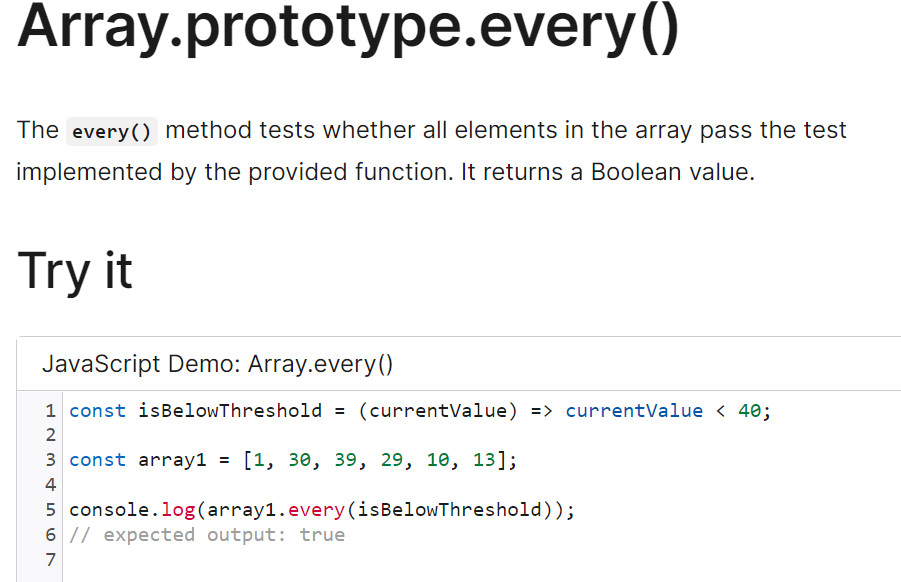 Array.prototype.every()
The every() method tests whether all elements in the array pass the test
implemented by the provided function. It returns a Boolean value.
Try it
JavaScript Demo: Array.every()
1 const isBelowThreshold = (currentValue) => currentValue < 40;
2
3 const array1 = [1, 30, 39, 29, 10, 13];
4
5 console.log(array1.every(isBelowThreshold));
6 // expected output: true
7